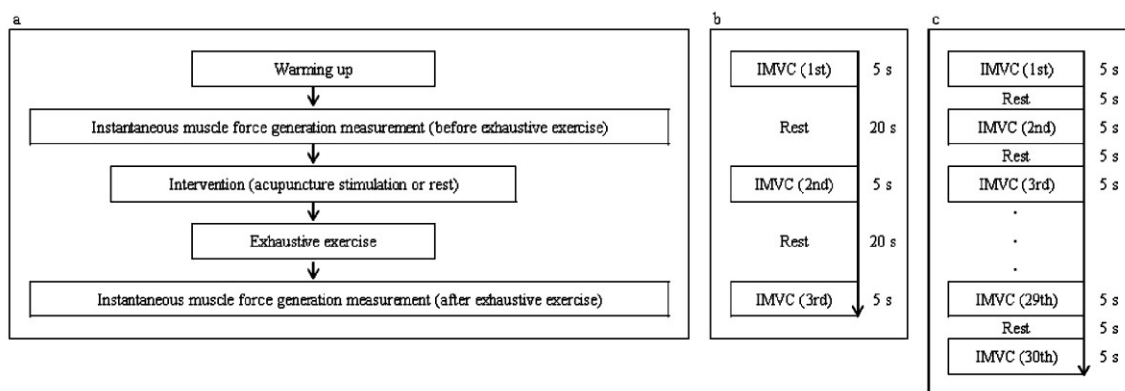 a
Warming up
Instantaneous muscle force generation measurement (before exhaustive exercise)
Intervention (acupuncture stimulation or rest)
Exhaustive exercise
Instantaneous muscle force generation measurement (after exhaustive exercise)
b
IMVC (1st) 5 s
Rest 20 s
IMVC (2nd) 5 s
Rest 20 s
IMVC (3rd) 5 s
c
IMVC (1st) 5 s
Rest 5 s
IMVC (2nd) 5 s
Rest 5 s
IMVC (3rd) 5 s
.
.
.
IMVC (29th) 5 s
Rest 5 s
IMVC (30th) 5 s